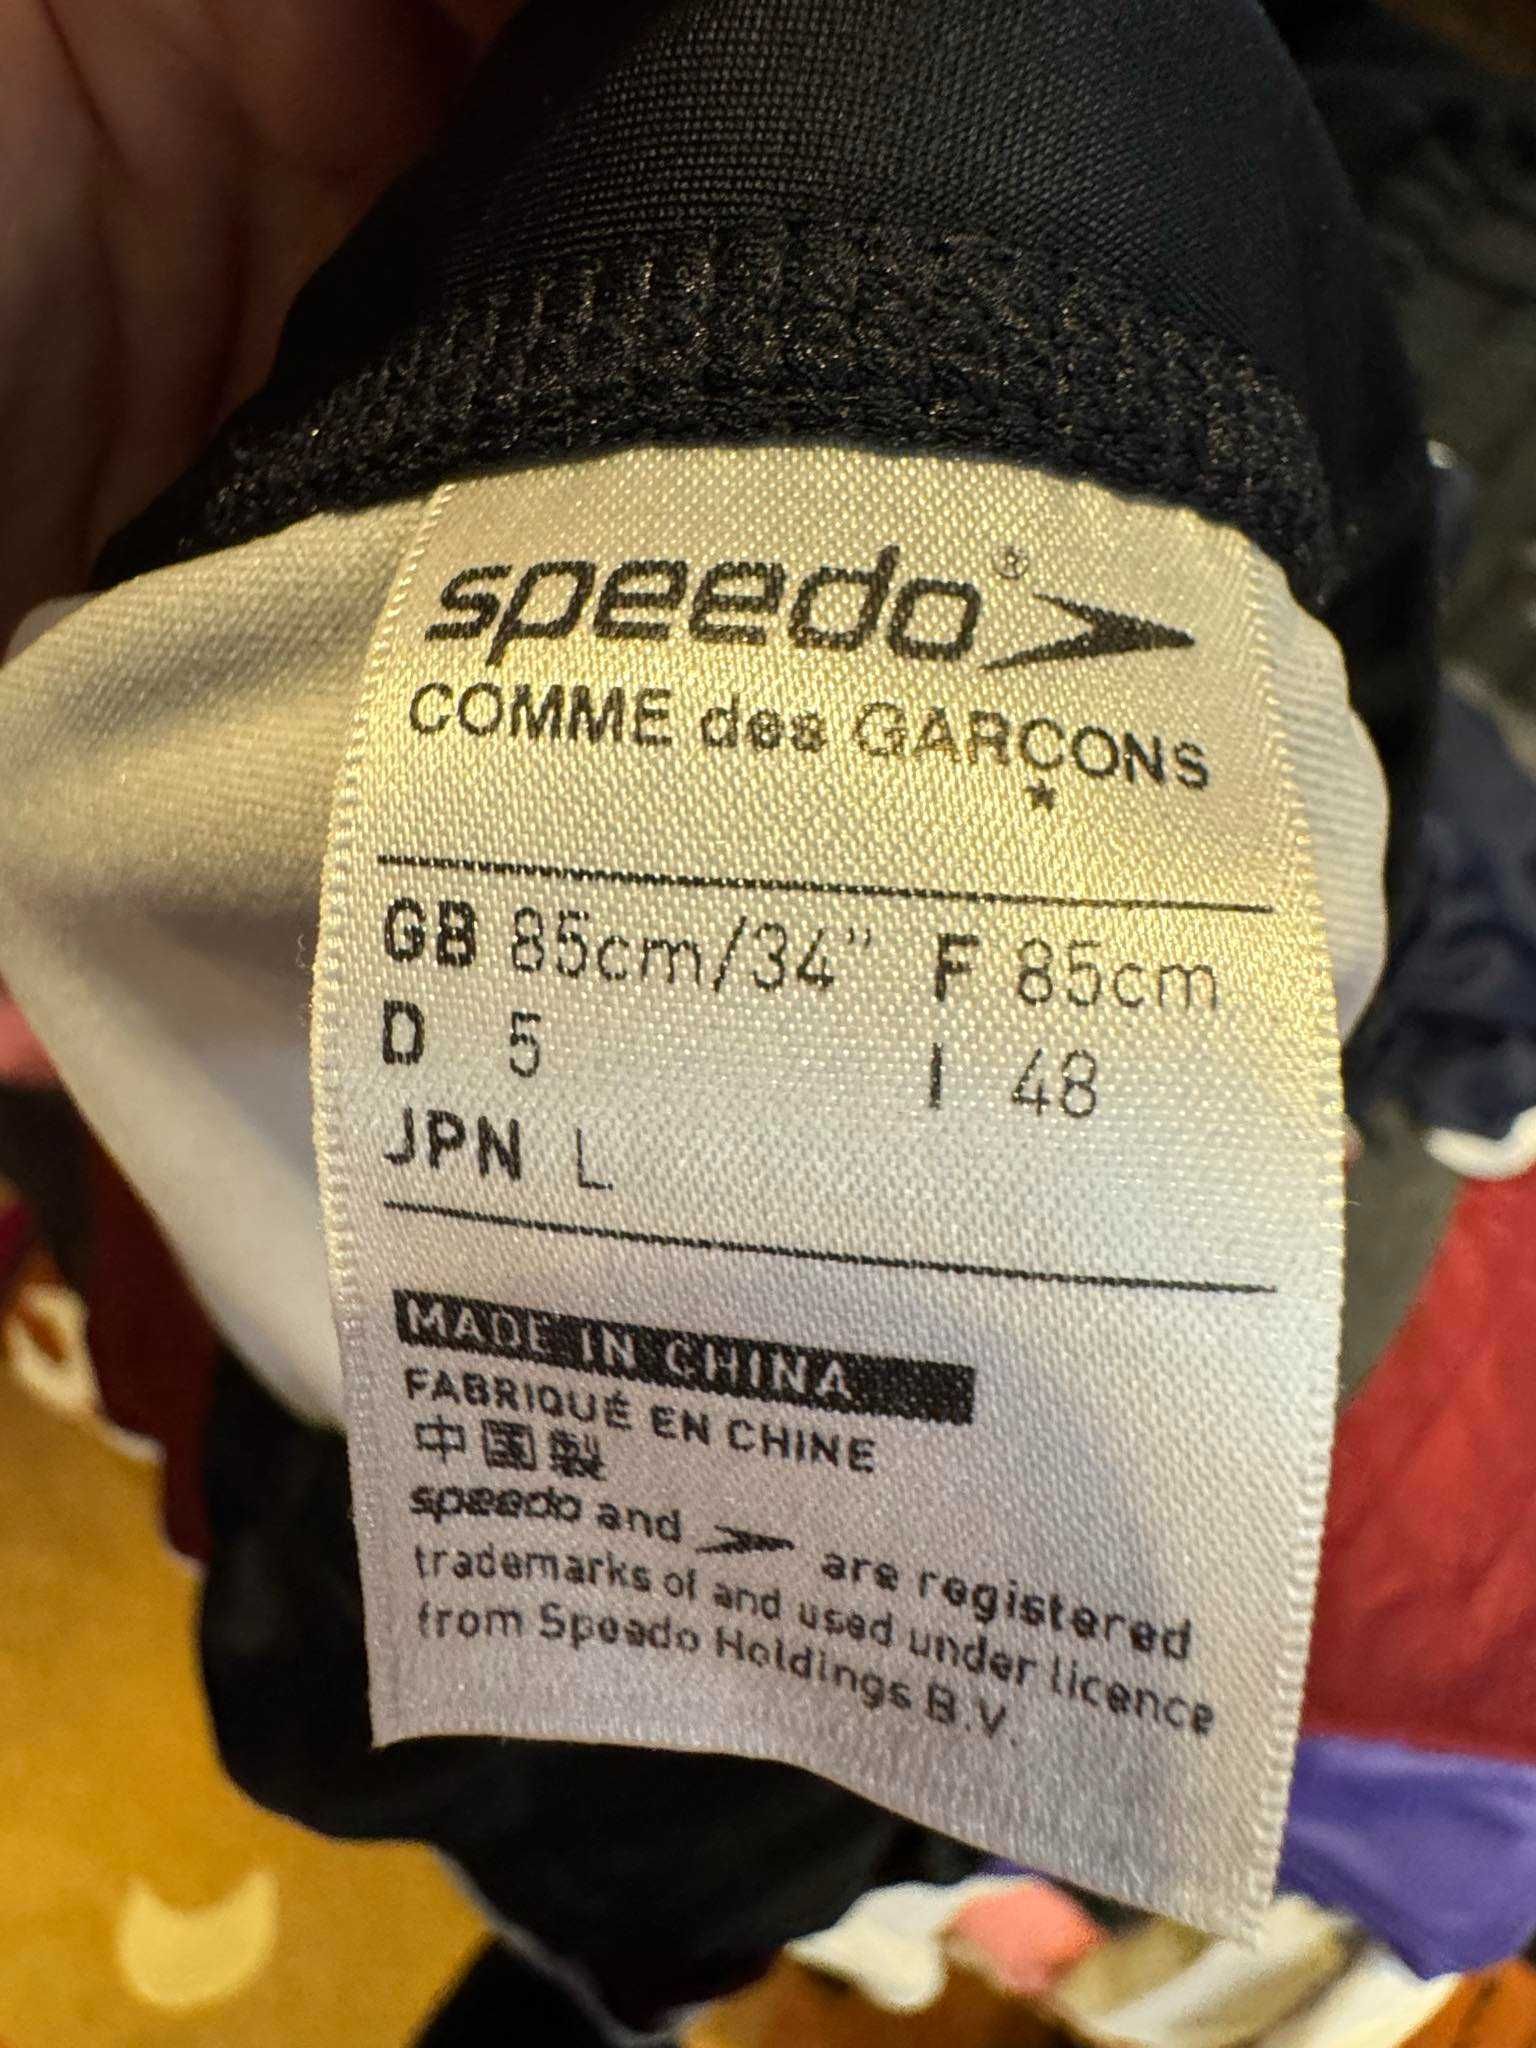 speedo®
COMME des GARÇONS
GB 85cm/34" F 85cm
D 5 I 48
JPN L
MADE IN CHINA
FABRIQUÉ EN CHINE
中國製
speedo and are registered
trademarks of and used under licence
from Speedo Holdings B.V.